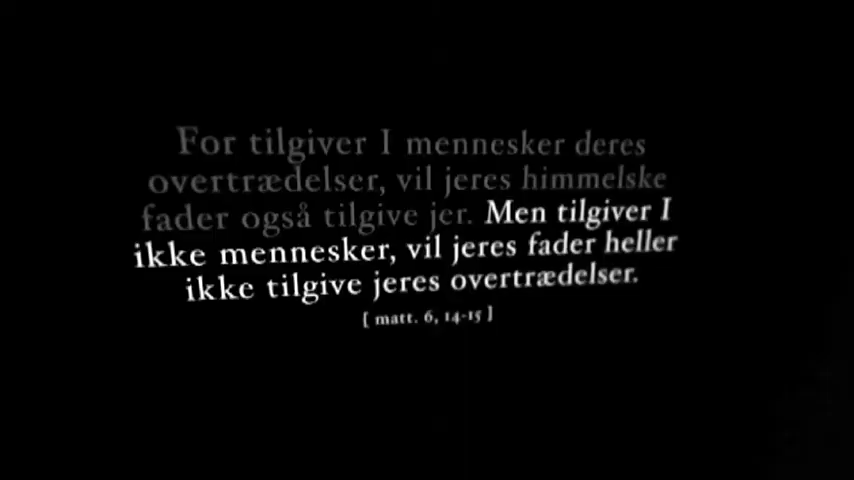 For tilgiver I mennesker deres
overtrædelser, vil jeres himmelske
fader også tilgive jer. Men tilgiver I
ikke mennesker, vil jeres fader heller
ikke tilgive jeres overtrædelser.
[ matt. 6, 14-15 ]